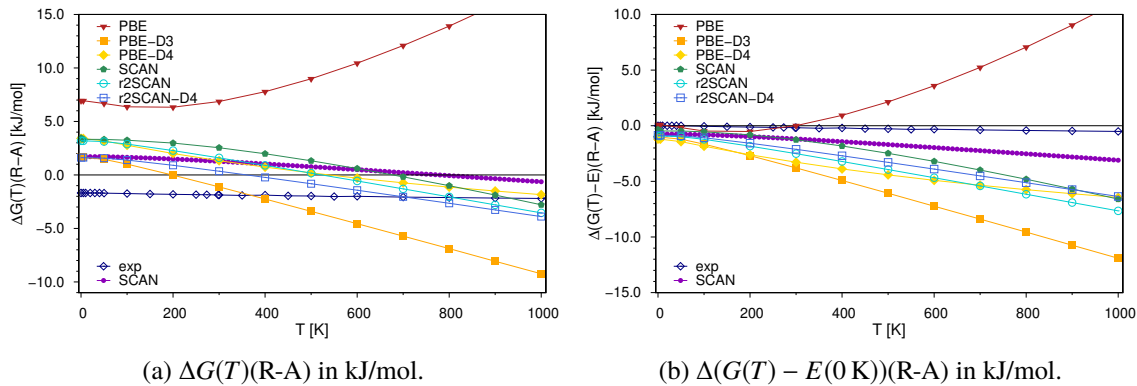 15.0
10.0
5.0
0.0
−5.0
−10.0
ΔG(T)(R−A) [kJ/mol]
PBE
PBE−D3
PBE−D4
SCAN
r2SCAN
r2SCAN−D4
exp
SCAN
0 200 400 600 800 1000
T [K]
(a) ΔG(T)(R-A) in kJ/mol.
10.0
5.0
0.0
−5.0
−10.0
−15.0
Δ(G(T)−E)(R−A) [kJ/mol]
PBE
PBE−D3
PBE−D4
SCAN
r2SCAN
r2SCAN−D4
exp
SCAN
0 200 400 600 800 1000
T [K]
(b) Δ(G(T) − E(0 K))(R-A) in kJ/mol.